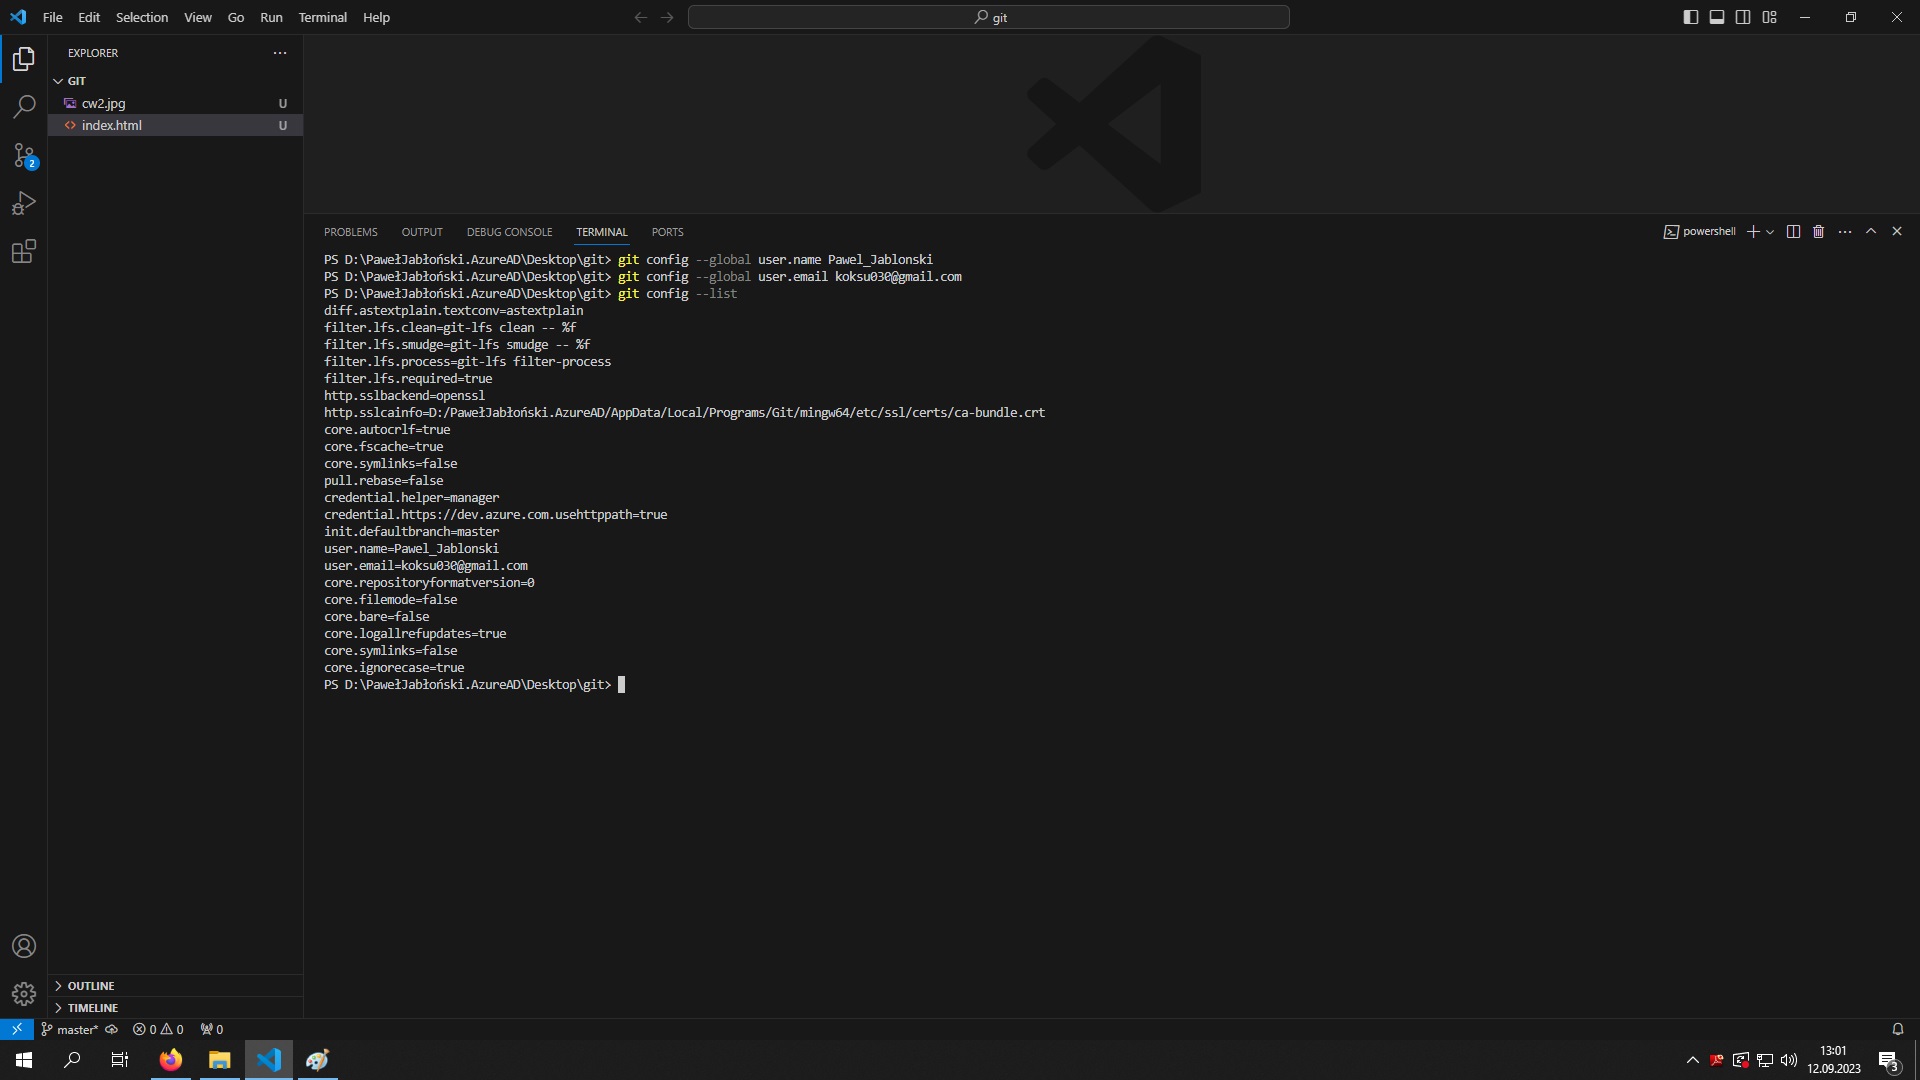 File Edit Selection View Go Run Terminal Help
git
EXPLORER
GIT
cw2.jpg U
index.html U
2
PROBLEMS OUTPUT DEBUG CONSOLE TERMINAL PORTS
powershell
PS D:\PawełJabłoński.AzureAD\Desktop\git> git config --global user.name Pawel_Jablonski
PS D:\PawełJabłoński.AzureAD\Desktop\git> git config --global user.email koksu030@gmail.com
PS D:\PawełJabłoński.AzureAD\Desktop\git> git config --list
diff.astextplain.textconv=astextplain
filter.lfs.clean=git-lfs clean -- %f
filter.lfs.smudge=git-lfs smudge -- %f
filter.lfs.process=git-lfs filter-process
filter.lfs.required=true
http.sslbackend=openssl
http.sslcainfo=D:/PawełJabłoński.AzureAD/AppData/Local/Programs/Git/mingw64/etc/ssl/certs/ca-bundle.crt
core.autocrlf=true
core.fscache=true
core.symlinks=false
pull.rebase=false
credential.helper=manager
credential.https://dev.azure.com.usehttppath=true
init.defaultbranch=master
user.name=Pawel_Jablonski
user.email=koksu030@gmail.com
core.repositoryformatversion=0
core.filemode=false
core.bare=false
core.logallrefupdates=true
core.symlinks=false
core.ignorecase=true
PS D:\PawełJabłoński.AzureAD\Desktop\git>
OUTLINE
TIMELINE
master* 0 0 0
13:01
12.09.2023
3